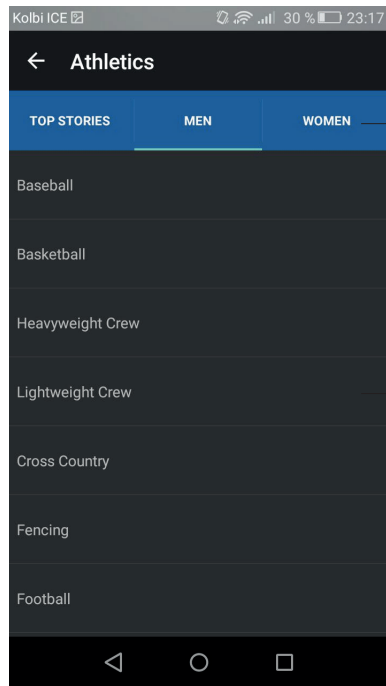 Kolbi ICE 30 % 23:17
Athletics
TOP STORIES MEN WOMEN
Baseball
Basketball
Heavyweight Crew
Lightweight Crew
Cross Country
Fencing
Football